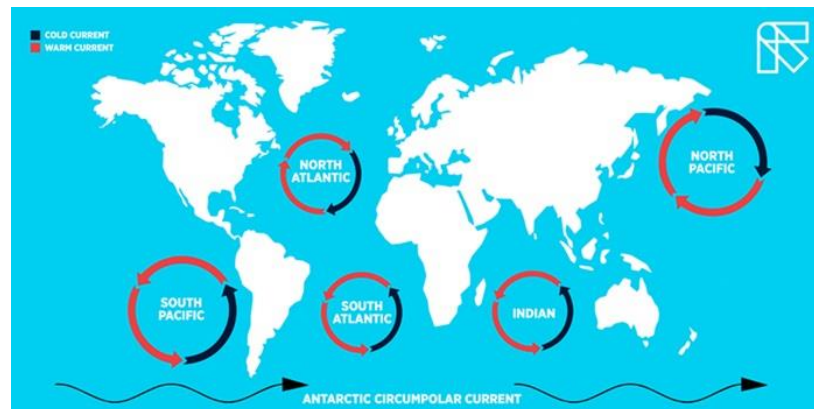 COLD CURRENT
WARM CURRENT
NORTH
ATLANTIC
NORTH
PACIFIC
SOUTH
PACIFIC
SOUTH
ATLANTIC
INDIAN
ANTARCTIC CIRCUMPOLAR CURRENT